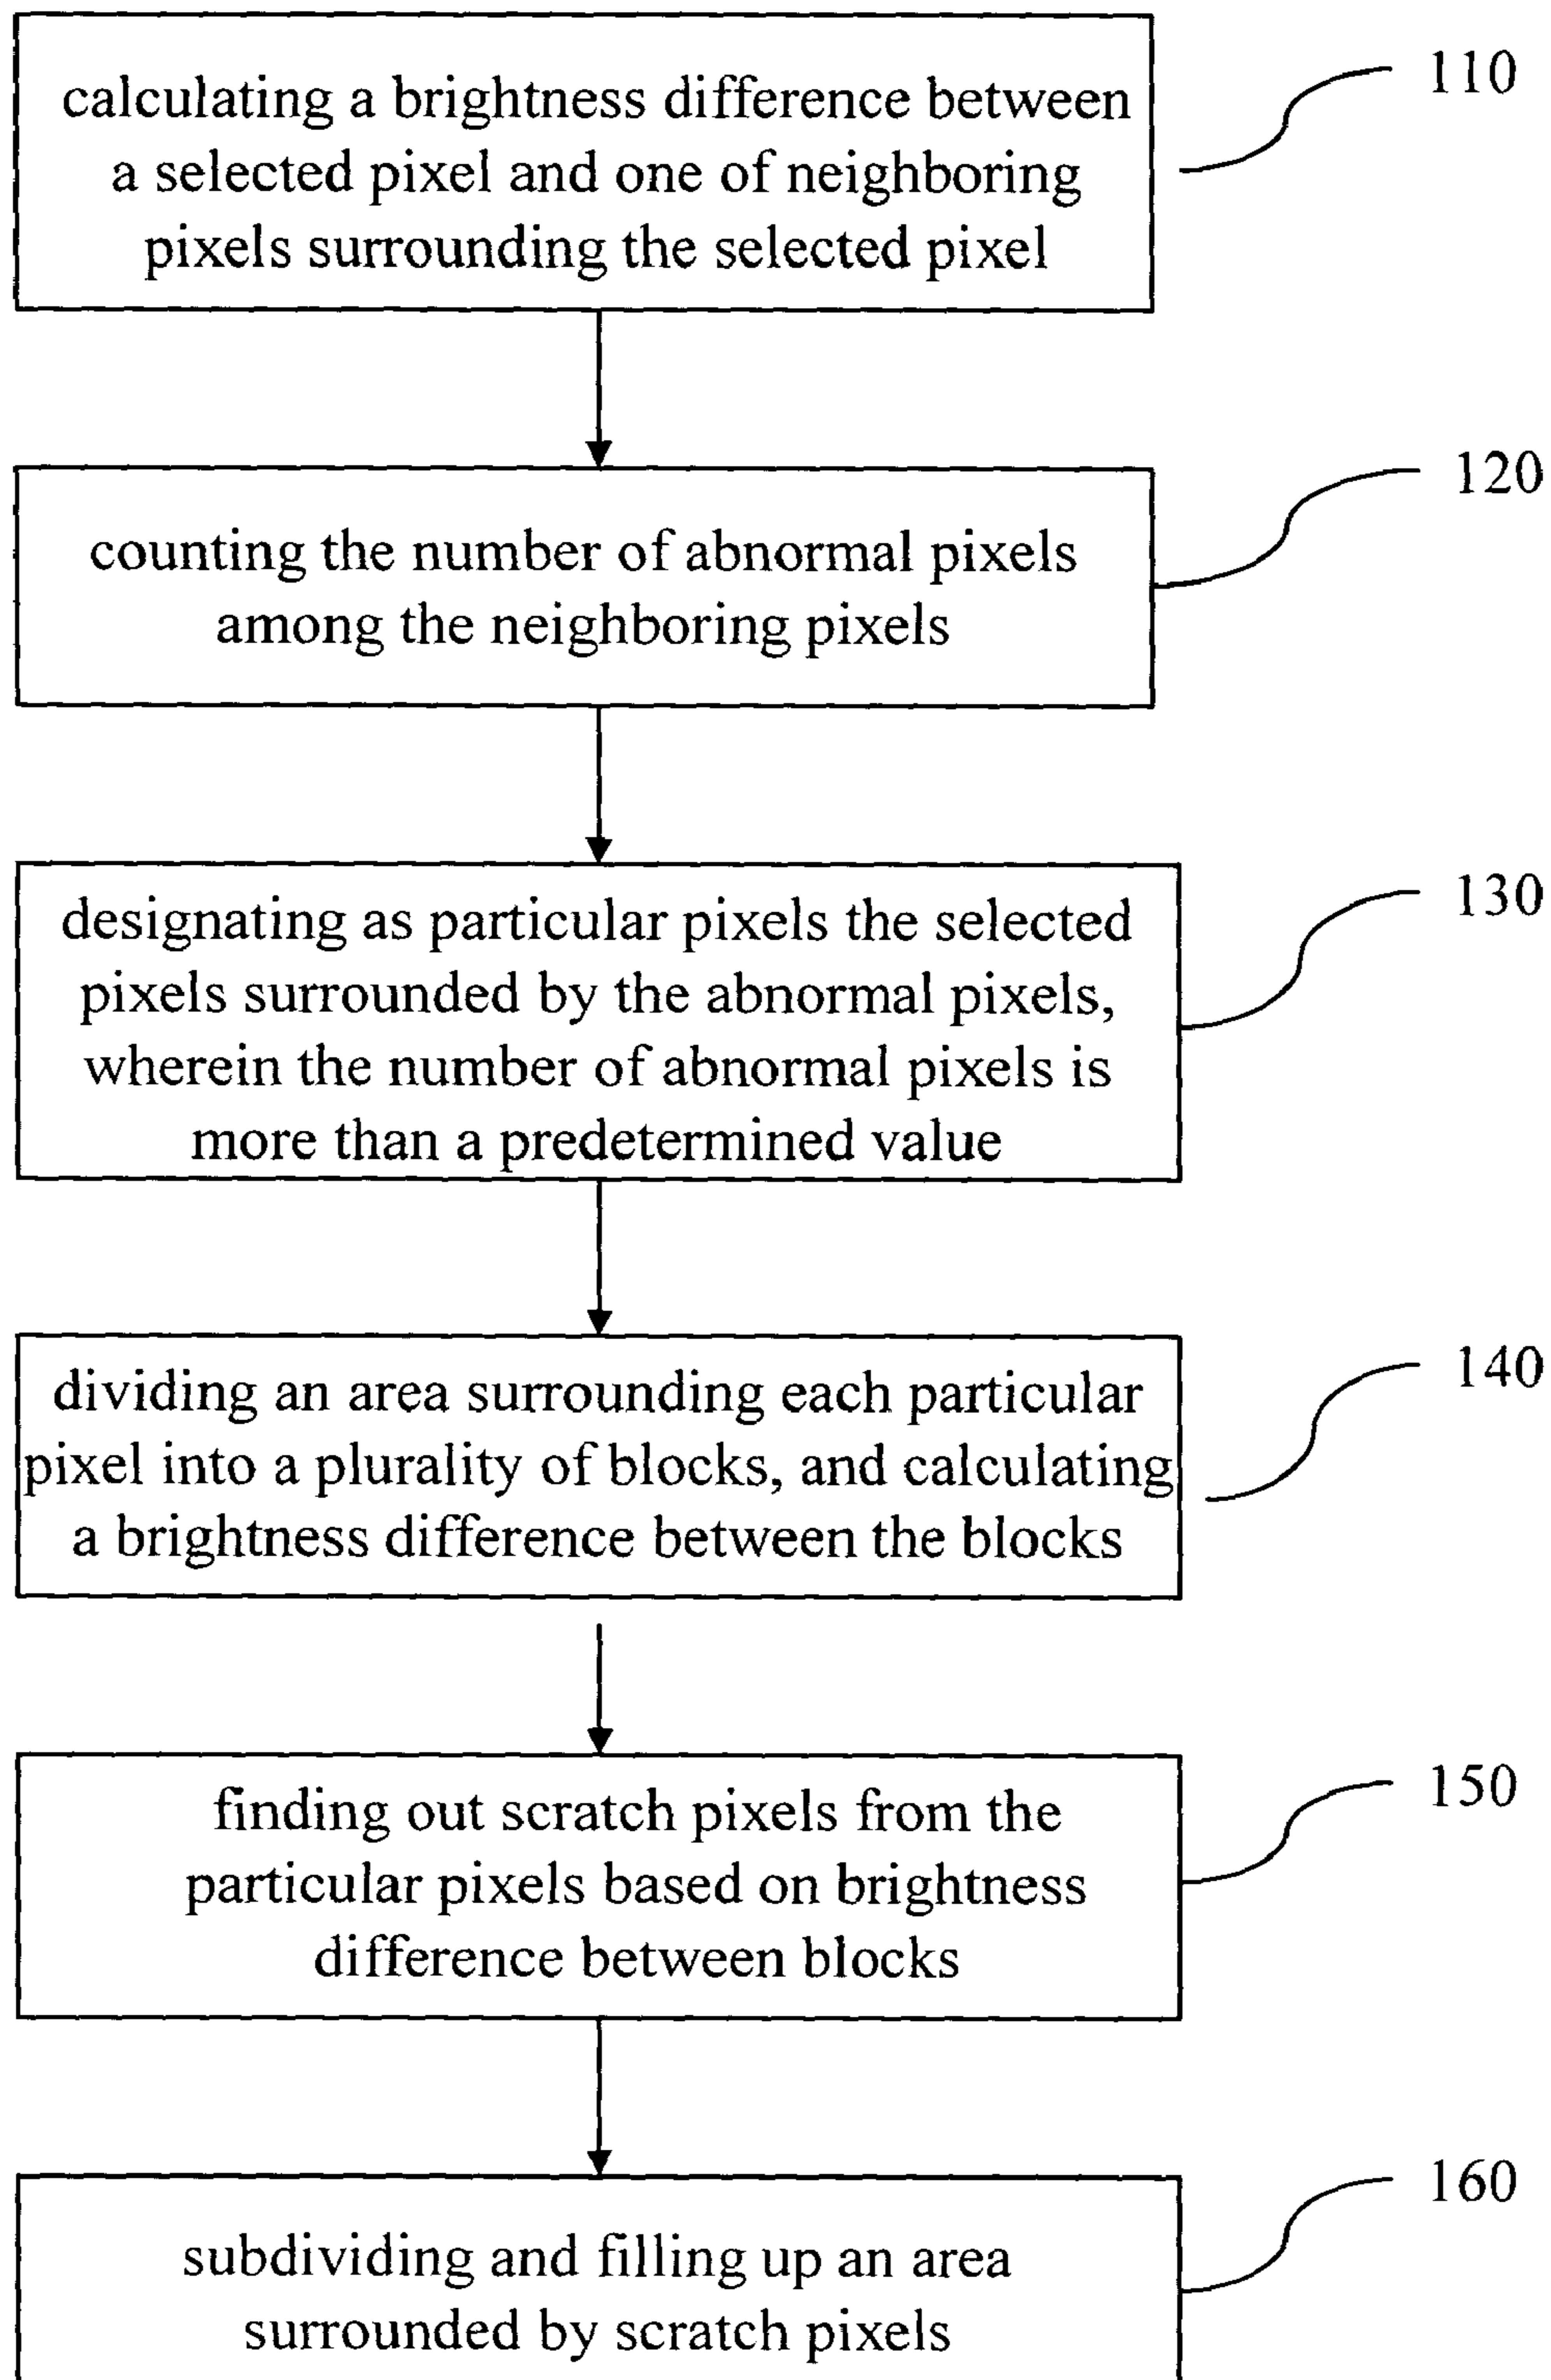 calculating a brightness difference between
a selected pixel and one of neighboring
pixels surrounding the selected pixel
110
counting the number of abnormal pixels
among the neighboring pixels
120
designating as particular pixels the selected
pixels surrounded by the abnormal pixels,
wherein the number of abnormal pixels is
more than a predetermined value
130
dividing an area surrounding each particular
pixel into a plurality of blocks, and calculating
a brightness difference between the blocks
140
finding out scratch pixels from the
particular pixels based on brightness
difference between blocks
150
subdividing and filling up an area
surrounded by scratch pixels
160